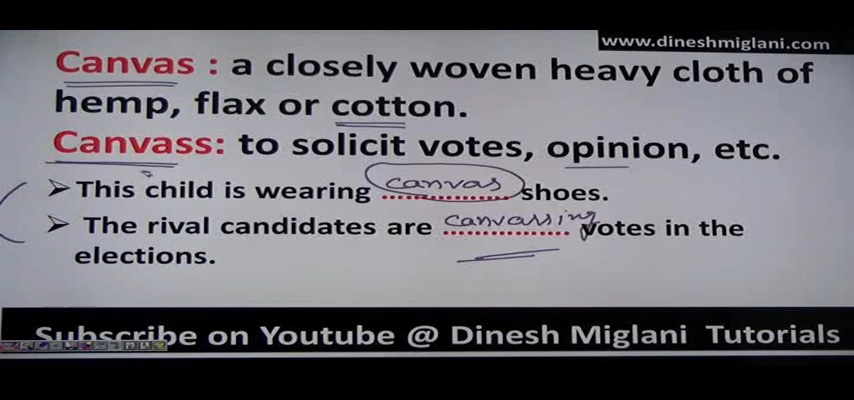 www.dineshmiglani.com
Canvas : a closely woven heavy cloth of
hemp, flax or cotton.
Canvass: to solicit votes, opinion, etc.
➢ This child is wearing canvas shoes.
➢ The rival candidates are canvassing votes in the
elections.
Subscribe on Youtube @ Dinesh Miglani Tutorials